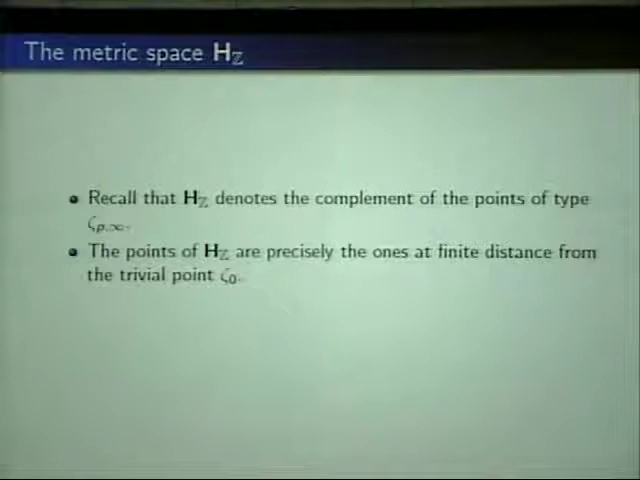 The metric space H_ℤ
• Recall that H_ℤ denotes the complement of the points of type
ζ_{p,∞}.
• The points of H_ℤ are precisely the ones at finite distance from
the trivial point ζ_0.